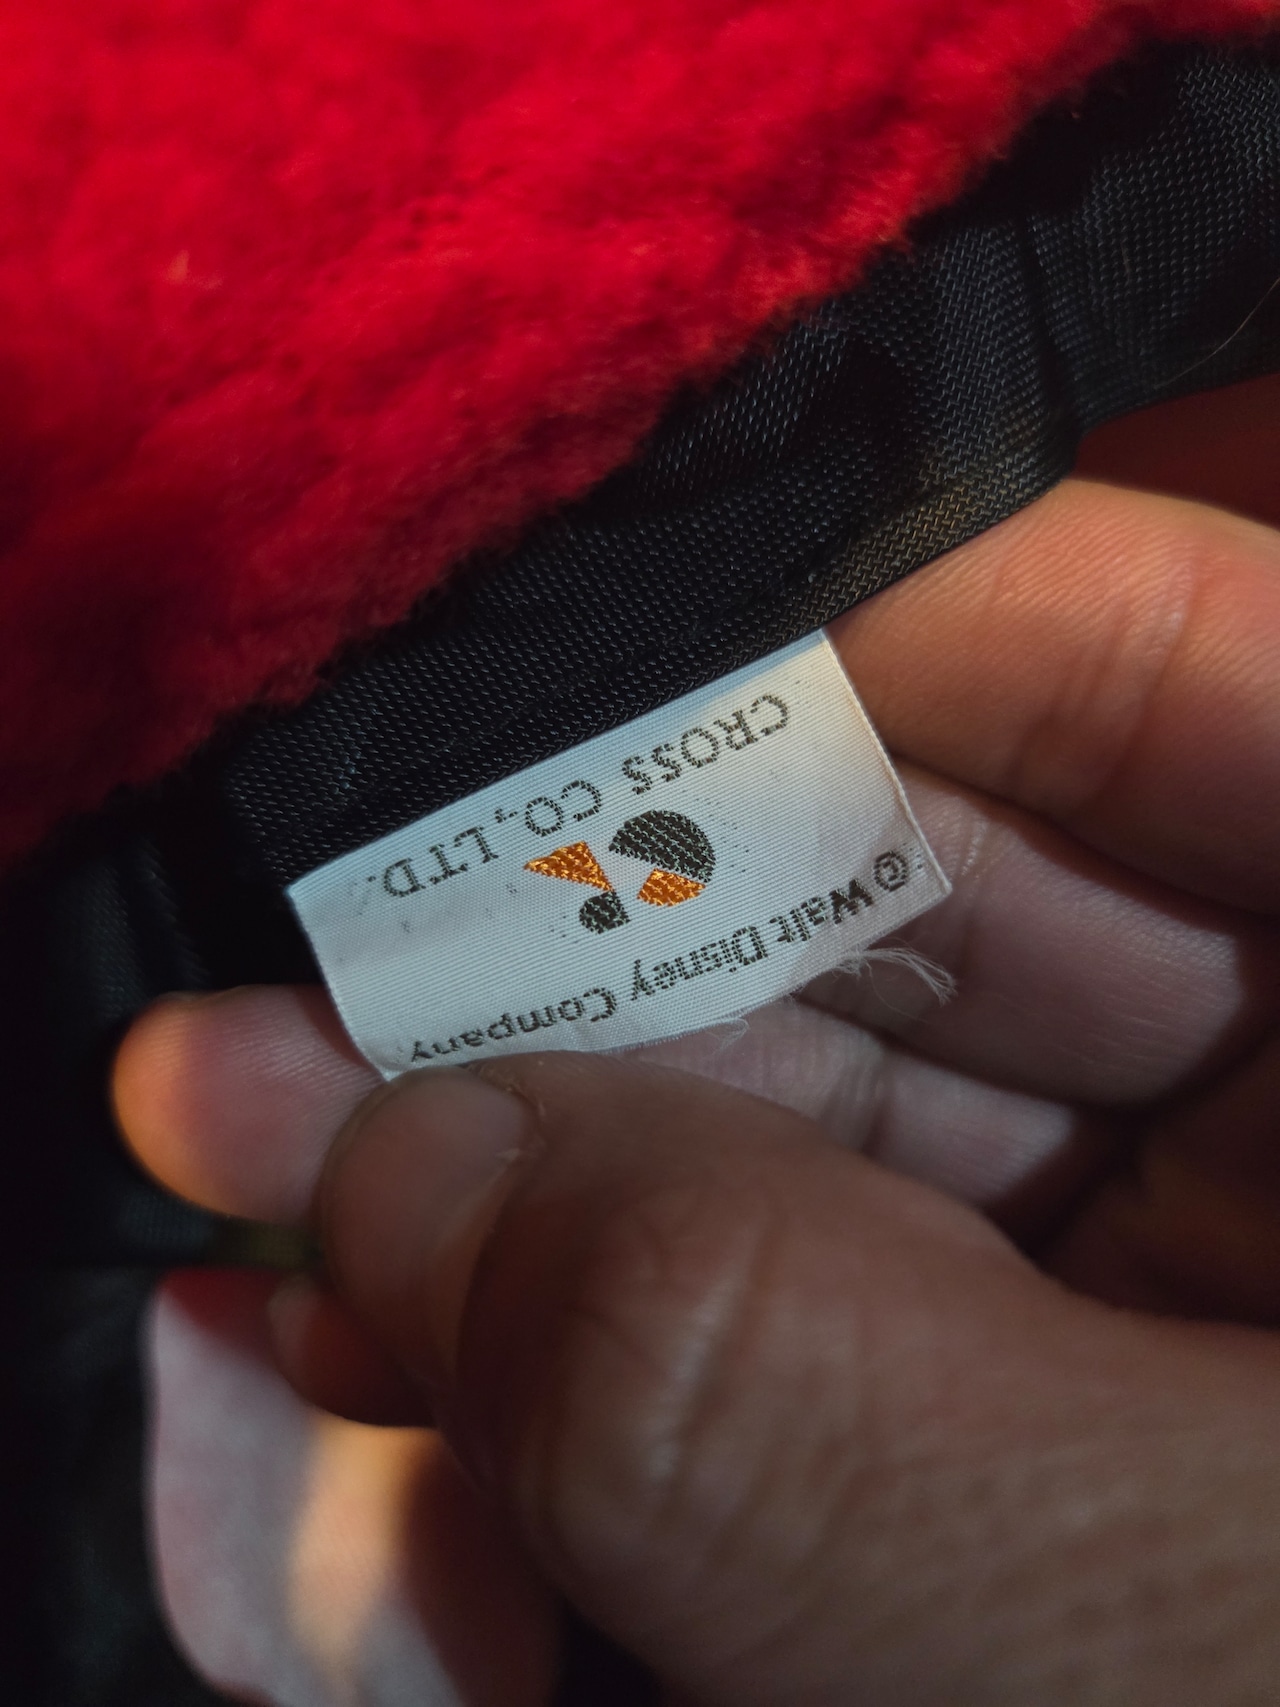 © Walt Disney Company
CROSS CO., LTD.